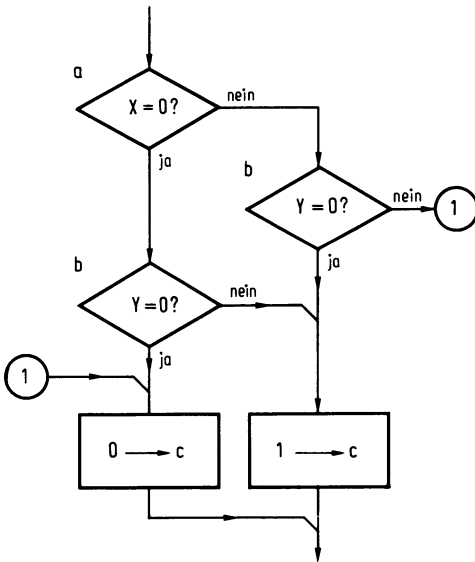 a
X = 0?
nein
ja
b
Y = 0?
nein
1
ja
b
Y = 0?
nein
ja
1
0 → c
1 → c